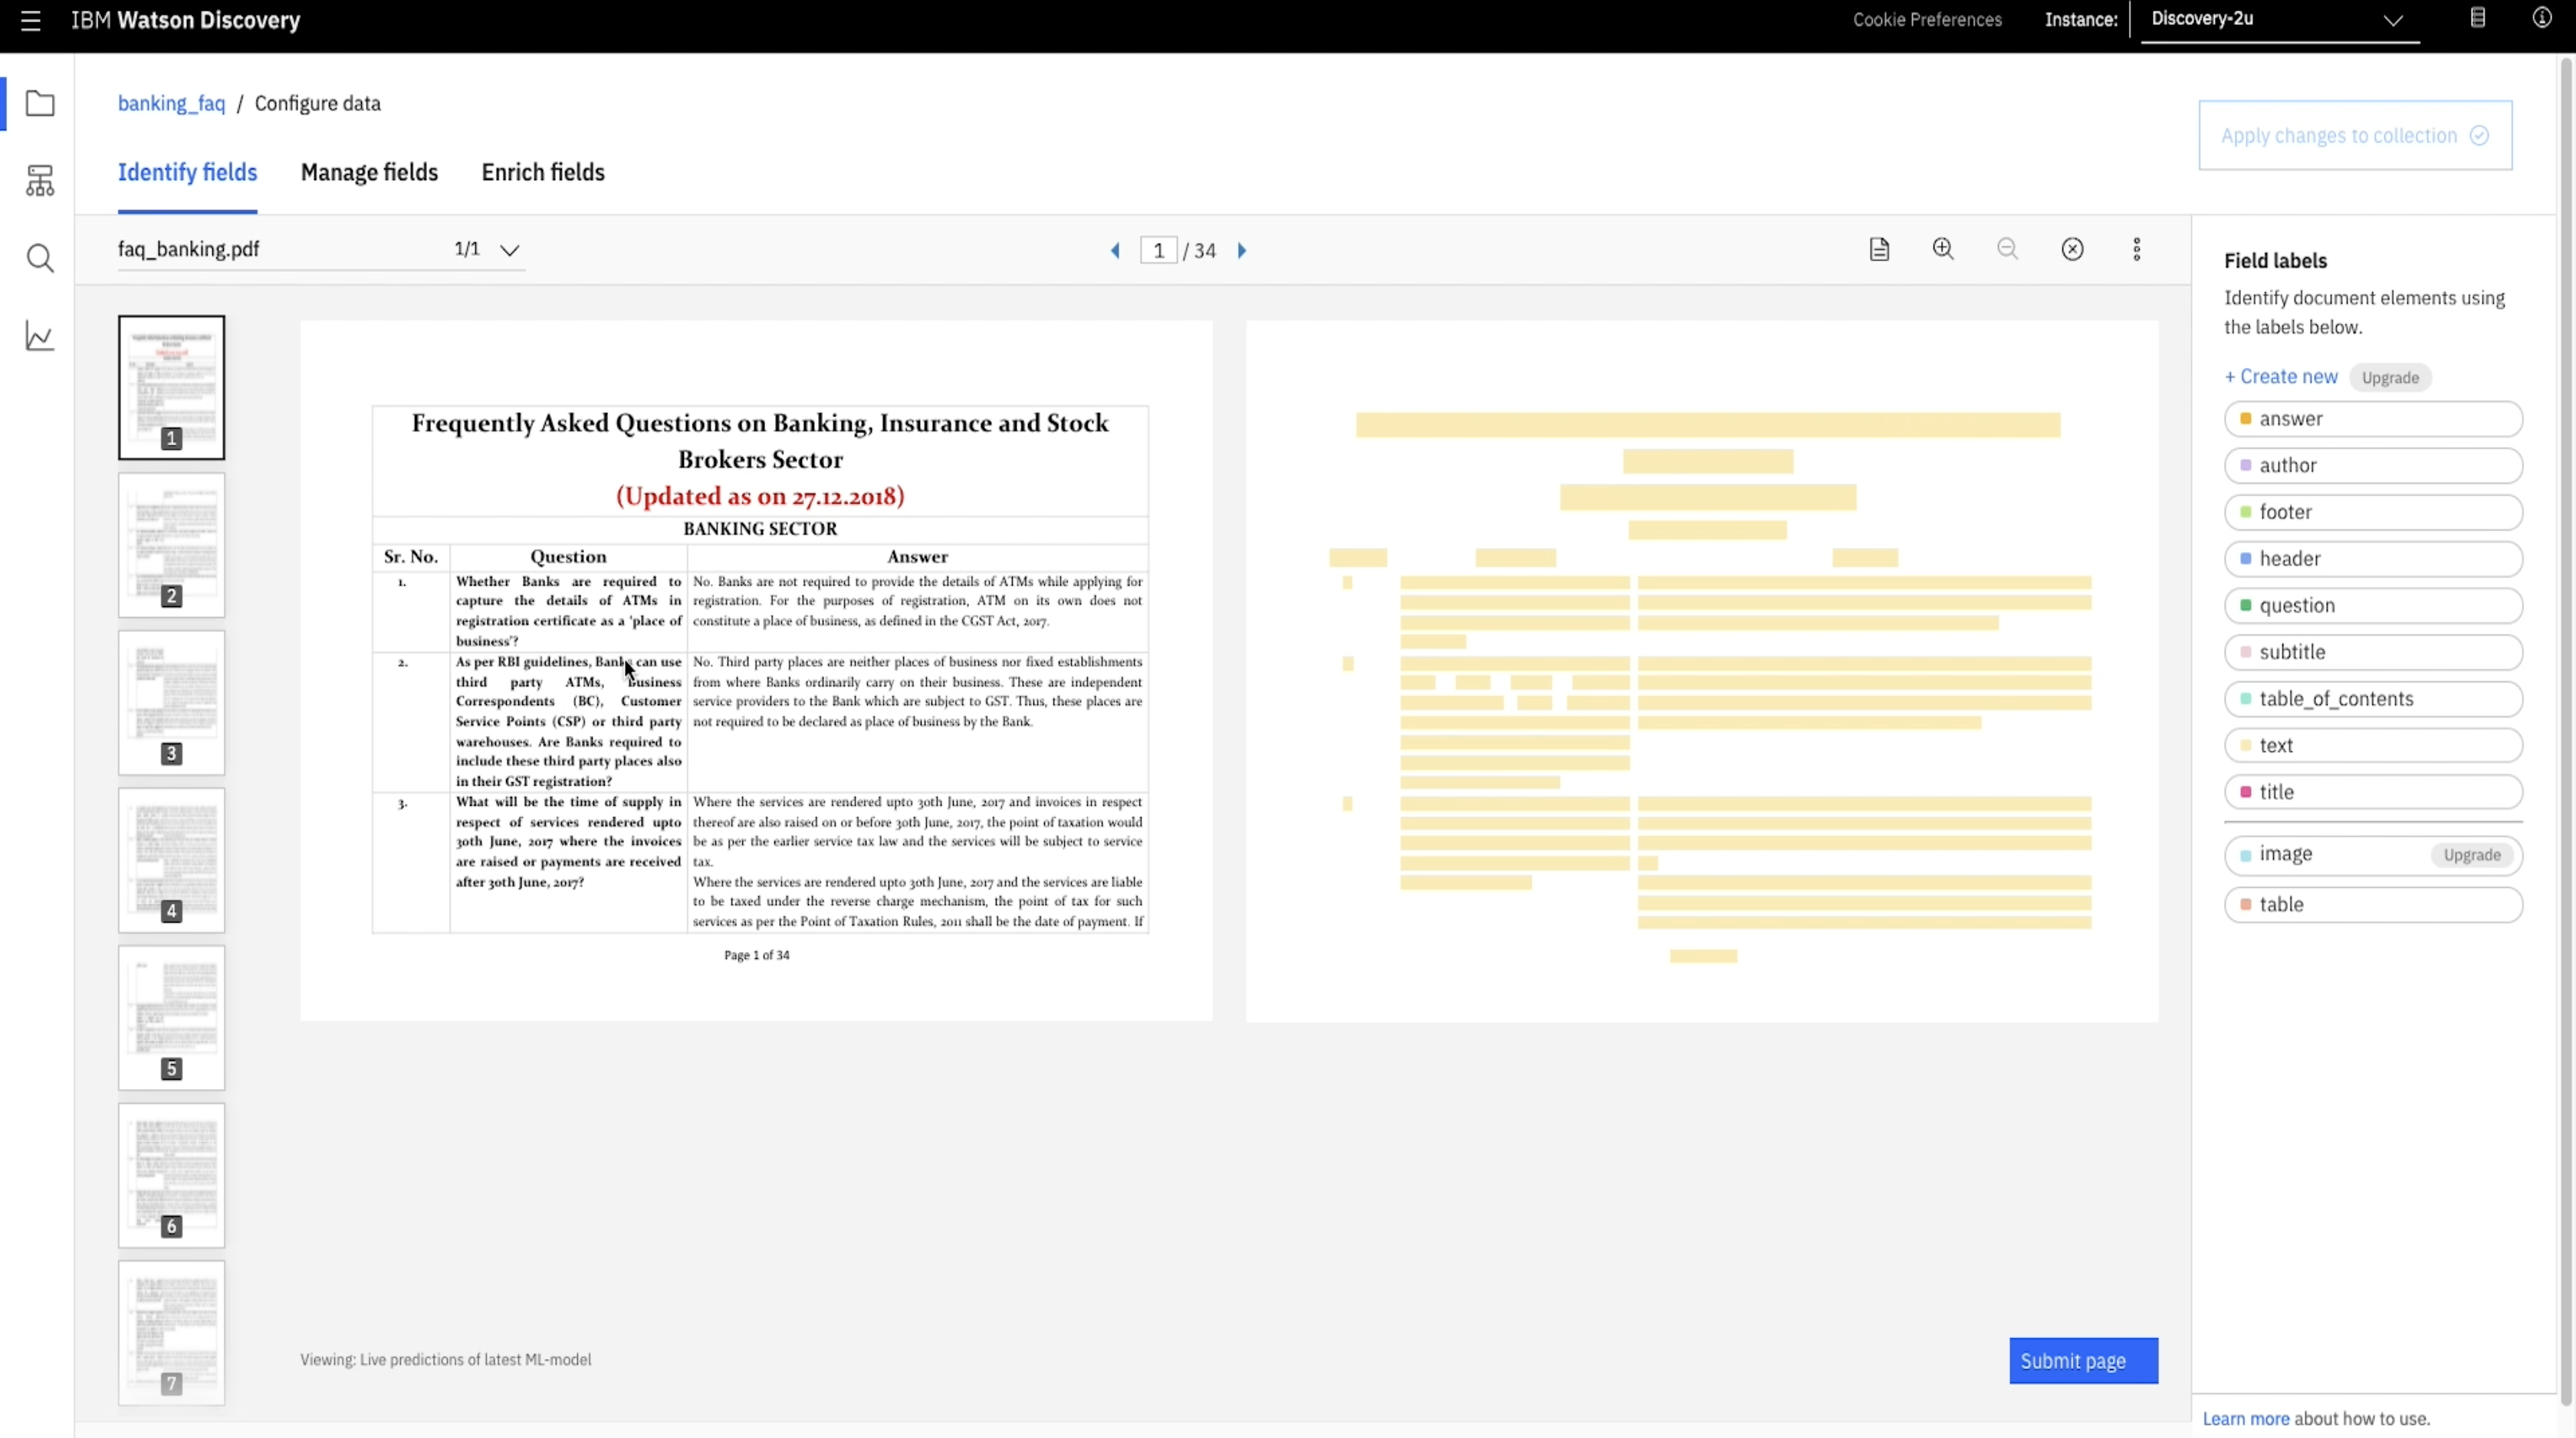 IBM Watson Discovery
Cookie Preferences
Instance:
Discovery-2u
banking_faq / Configure data
Apply changes to collection
Identify fields
Manage fields
Enrich fields
faq_banking.pdf
1/1
1 / 34
Frequently Asked Questions on Banking, Insurance and Stock
Brokers Sector
(Updated as on 27.12.2018)
BANKING SECTOR
Sr. No.
Question
Answer
1.
Whether Banks are required to
capture the details of ATMs in
registration certificate as a 'place of
business'?
No. Banks are not required to provide the details of ATMs while applying for
registration. For the purposes of registration, ATM on its own does not
constitute a place of business, as defined in the CGST Act, 2017.
2.
As per RBI guidelines, Banks can use
third party ATMs, Business
Correspondents (BC), Customer
Service Points (CSP) or third party
warehouses. Are Banks required to
include these third party places also
in their GST registration?
No. Third party places are neither places of business nor fixed establishments
from where Banks ordinarily carry on their business. These are independent
service providers to the Bank which are subject to GST. Thus, these places are
not required to be declared as place of business by the Bank.
3.
What will be the time of supply in
respect of services rendered upto
30th June, 2017 where the invoices
are raised or payments are received
after 30th June, 2017?
Where the services are rendered upto 30th June, 2017 and invoices in respect
thereof are also raised on or before 30th June, 2017, the point of taxation would
be as per the earlier service tax law and the services will be subject to service
tax.
Where the services are rendered upto 30th June, 2017 and the services are liable
to be taxed under the reverse charge mechanism, the point of tax for such
services as per the Point of Taxation Rules, 2011 shall be the date of payment. If
Page 1 of 34
1
2
3
4
5
6
7
Viewing: Live predictions of latest ML-model
Submit page
Field labels
Identify document elements using
the labels below.
+ Create new
Upgrade
answer
author
footer
header
question
subtitle
table_of_contents
text
title
image
Upgrade
table
Learn more about how to use.